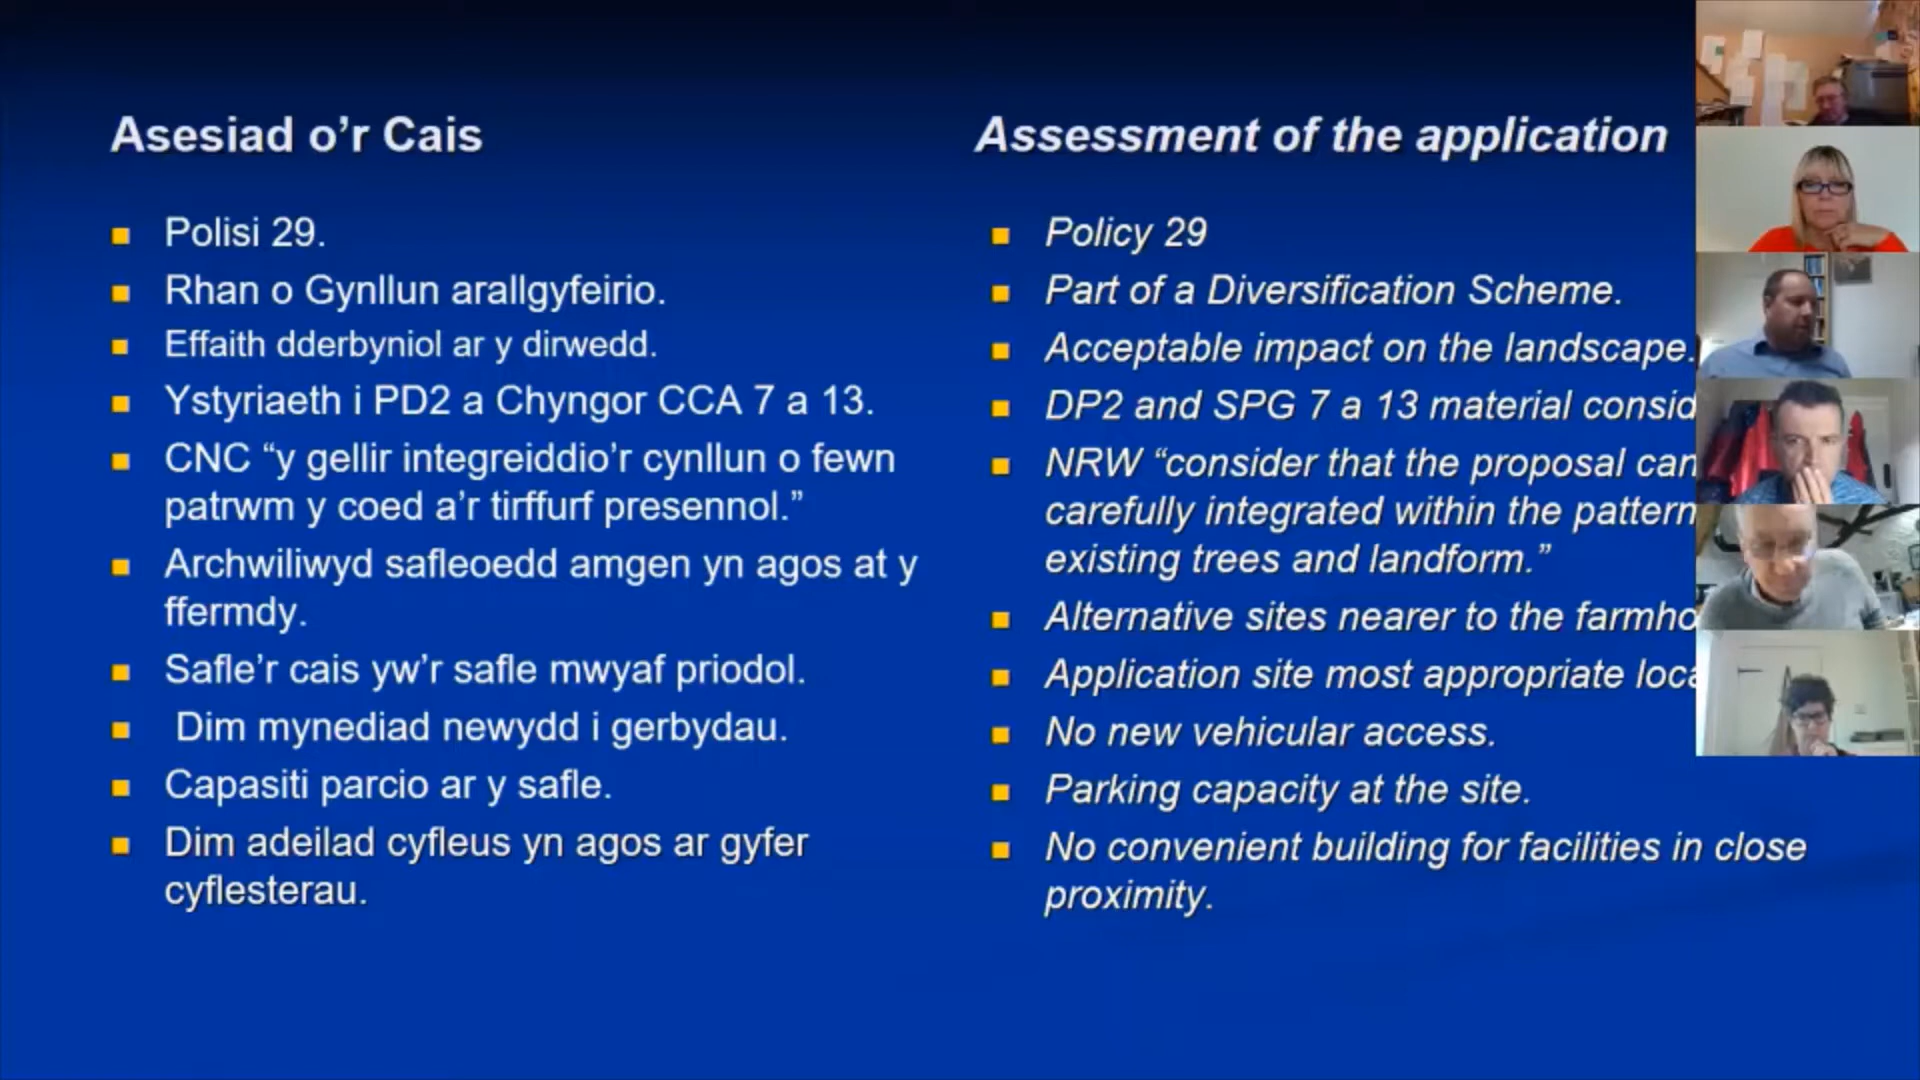 Asesiad o’r Cais
Polisi 29.
Rhan o Gynllun arallgyfeirio.
Effaith dderbyniol ar y dirwedd.
Ystyriaeth i PD2 a Chyngor CCA 7 a 13.
CNC “y gellir integreiddio’r cynllun o fewn
patrwm y coed a’r tirffurf presennol.”
Archwiliwyd safleoedd amgen yn agos at y
ffermdy.
Safle’r cais yw’r safle mwyaf priodol.
Dim mynediad newydd i gerbydau.
Capasiti parcio ar y safle.
Dim adeilad cyfleus yn agos ar gyfer
cyflesterau.
Assessment of the application
Policy 29
Part of a Diversification Scheme.
Acceptable impact on the landscape.
DP2 and SPG 7 a 13 material
NRW “consider that the proposal can
carefully integrated within the pattern
existing trees and landform.”
Alternative sites nearer to the
Application site most appropriate
No new vehicular access.
Parking capacity at the site.
No convenient building for facilities in close
proximity.